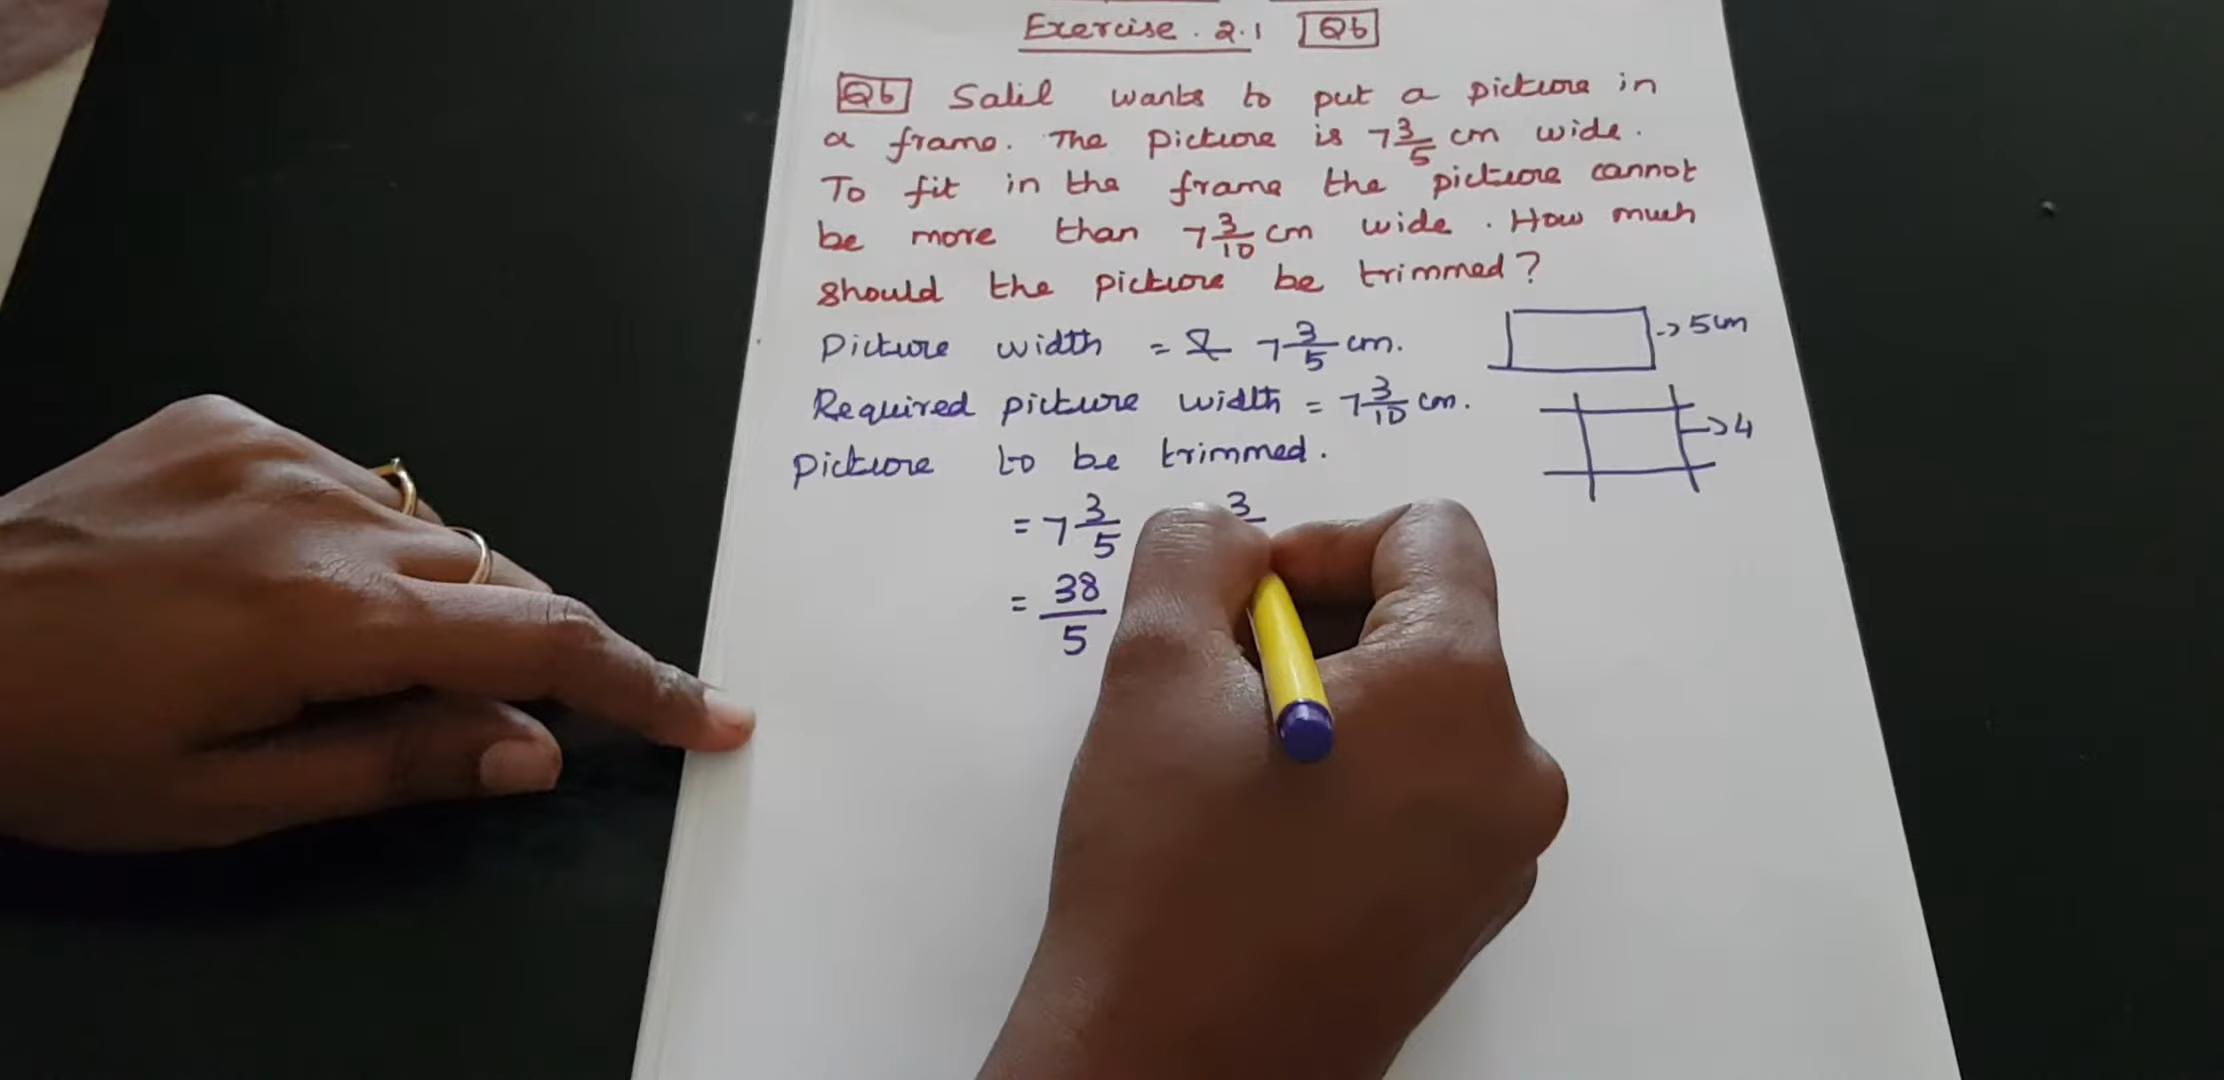 Exercise. 2.1 Q6
Q6 Salil wants to put a picture in
a frame. The picture is 7 3/5 cm wide.
To fit in the frame the picture cannot
be more than 7 3/10 cm wide. How much
should the picture be trimmed?
Picture width = 7 3/5 cm.
→ 5cm
Required picture width = 7 3/10 cm.
→ 4
Picture to be trimmed.
= 7 3/5 3
= 38/5